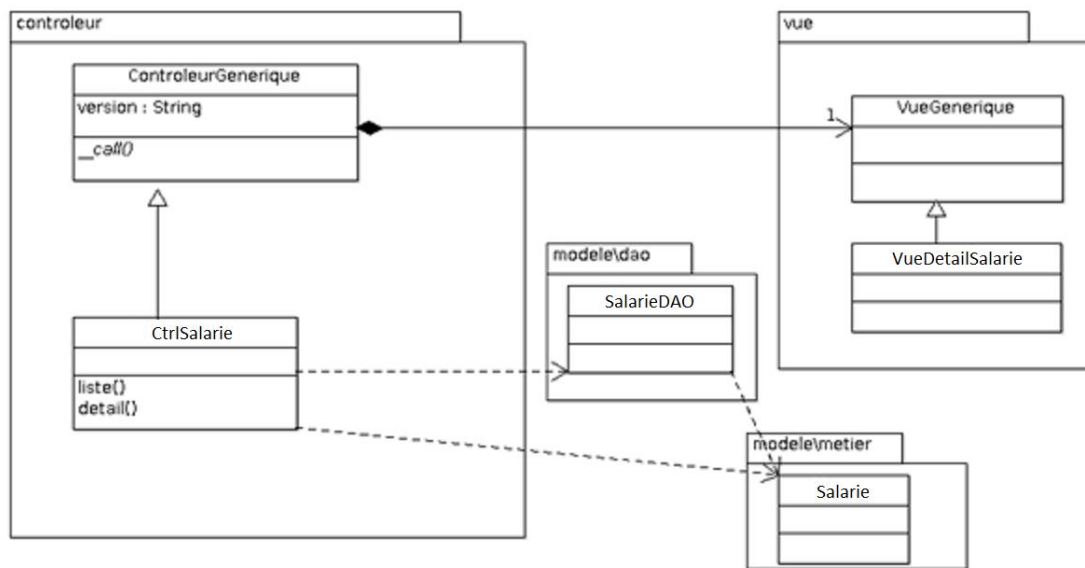 controleur
ControleurGenerique
version : String
__call()
CtrlSalarie
liste()
detail()
modele\dao
SalarieDAO
vue
1
VueGenerique
VueDetailSalarie
modele\metier
Salarie